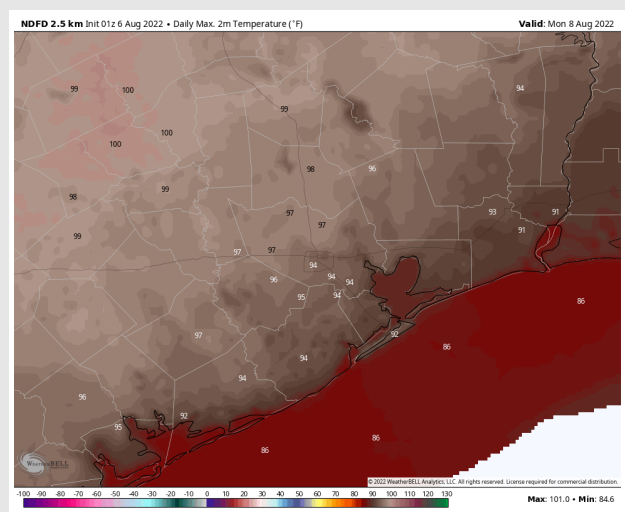 NDFD 2.5 km Init 01z 6 Aug 2022 • Daily Max. 2m Temperature (°F) Valid: Mon 8 Aug 2022
94
99 100
99
100
100
98 96
99
98
97 93 91
97 91
99
97 97
94
96 94 94
95 94 86
92
97 86
94
94
96
92
95
86
86
WeatherBELL
© 2022 WeatherBELL Analytics, LLC. All rights reserved. License required for commercial distribution.
-100 -90 -80 -70 -60 -50 -40 -30 -20 -10 0 10 20 30 40 50 60 70 80 90 100 110 120 130
Max: 101.0 • Min: 84.6